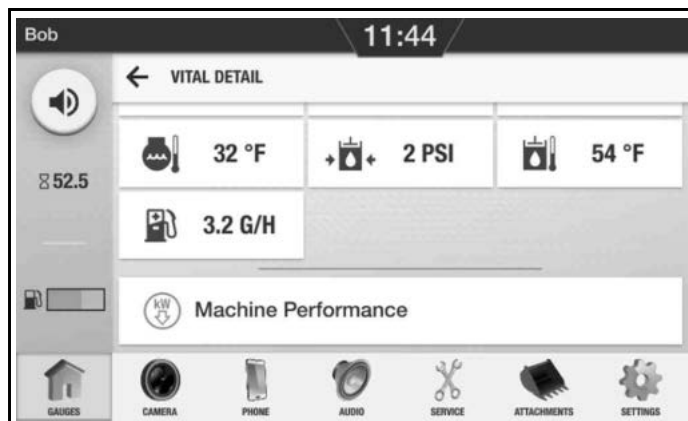 Bob
11:44
← VITAL DETAIL
32 °F
2 PSI
54 °F
52.5
3.2 G/H
kW
Machine Performance
GAUGES
CAMERA
PHONE
AUDIO
SERVICE
ATTACHMENTS
SETTINGS